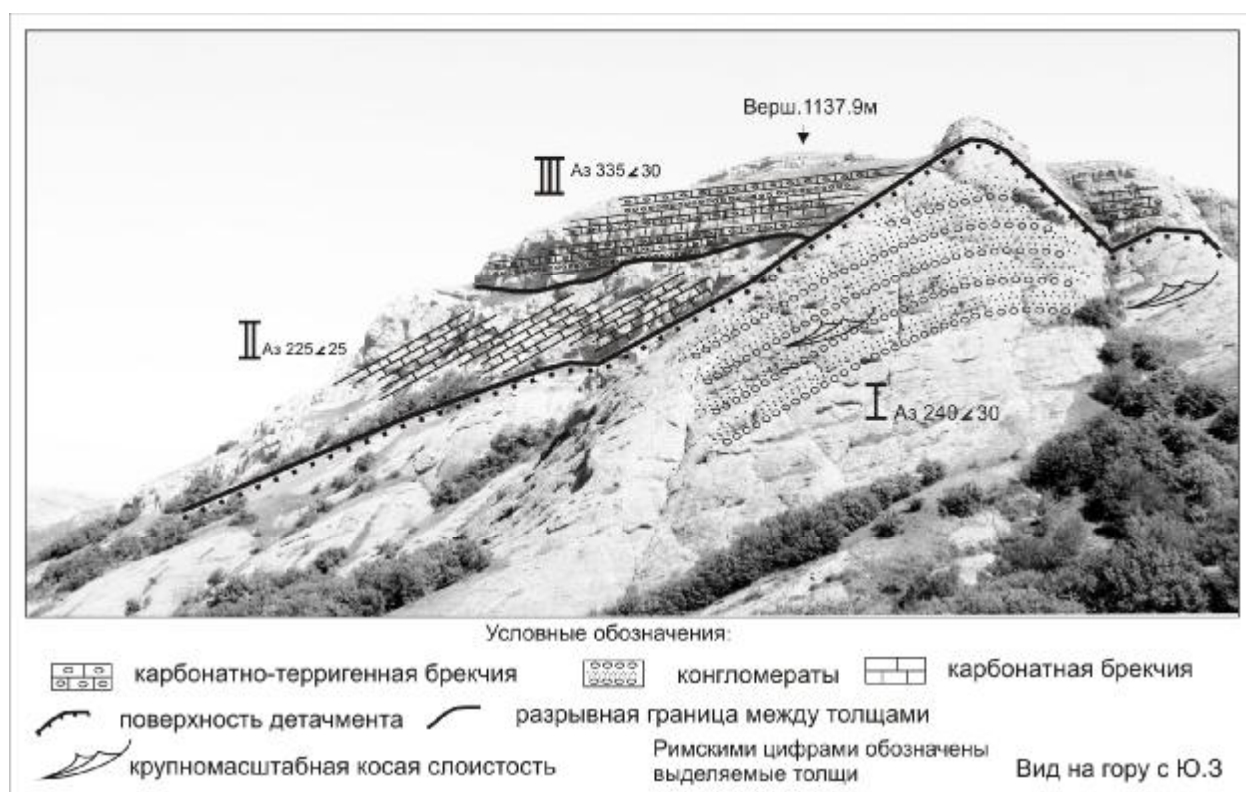 Верш.1137.9м
III Аз 335∠30
II Аз 225∠25
I Аз 240∠30
Условные обозначения:
карбонатно-терригенная брекчия
конгломераты
карбонатная брекчия
поверхность детачмента
разрывная граница между толщами
крупномасштабная косая слоистость
Римскими цифрами обозначены
выделяемые толщи
Вид на гору с Ю.З